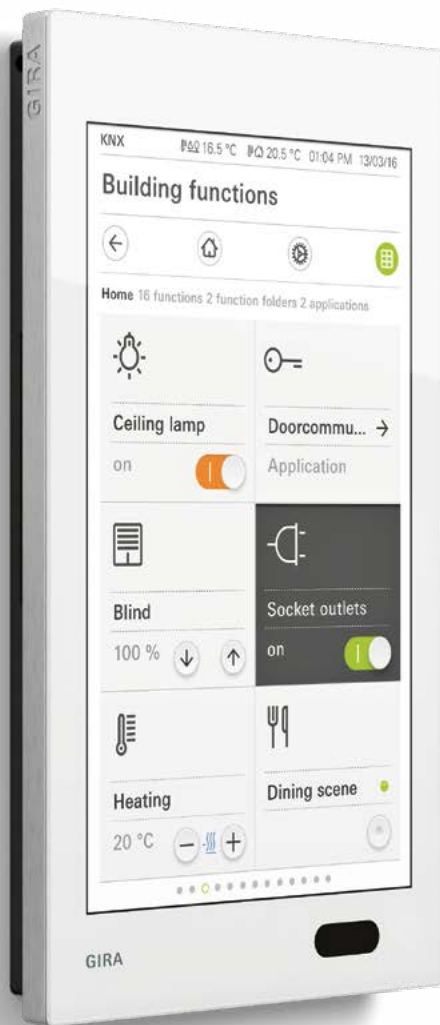 GIRA
KNX 16.5 °C 20.5 °C 01:04 PM 13/03/16
Building functions
Home 16 functions 2 function folders 2 applications
Ceiling lamp
on
Doorcommu... →
Application
Blind
100 %
Socket outlets
on
Heating
20 °C
Dining scene
GIRA